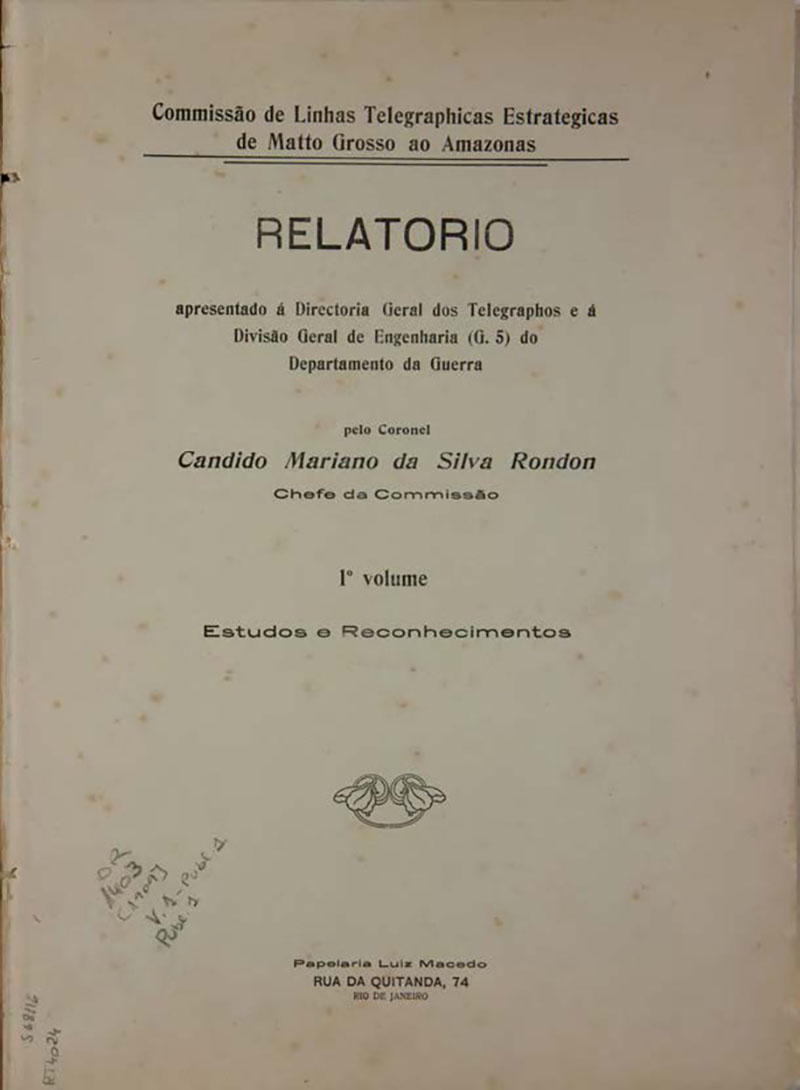 Commissão de Linhas Telegraphicas Estrategicas
de Matto Grosso ao Amazonas
RELATORIO
apresentado á Directoria Geral dos Telegraphos e á
Divisão Geral de Engenharia (G. 5) do
Departamento da Guerra
pelo Coronel
Candido Mariano da Silva Rondon
Chefe da Commissão
1º volume
Estudos e Reconhecimentos
Papelaria Luiz Macedo
RUA DA QUITANDA, 74
RIO DE JANEIRO